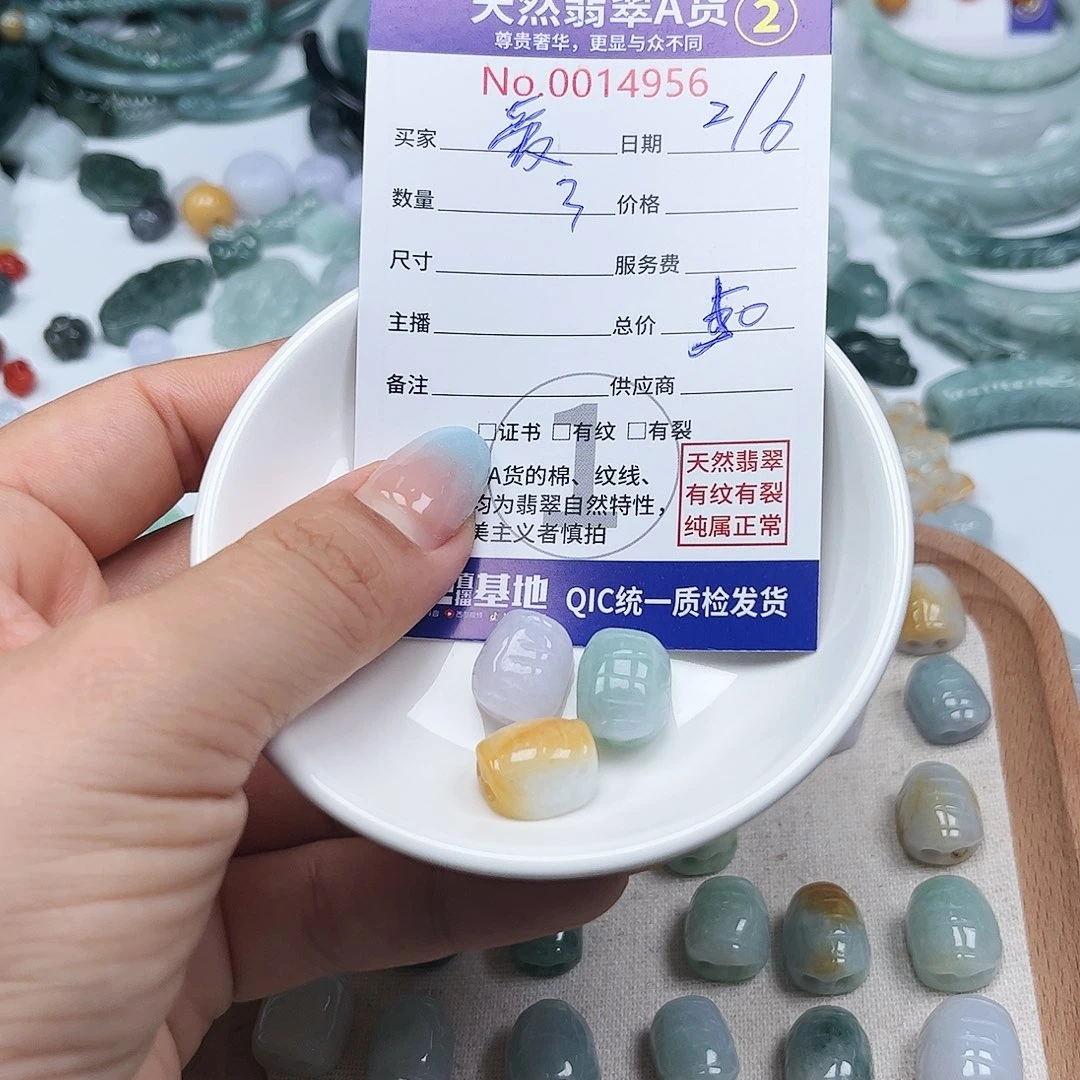 天然翡翠A货 2
尊贵奢华，更显与众不同
No.0014956
买家 爱 日期 2/6
数量 3 价格
尺寸 服务费
主播 总价
备注 供应商
1
□证书 □有纹 □有裂
A货的棉、纹线、
均为翡翠自然特性，
美主义者慎拍
天然翡翠
有纹有裂
纯属正常
直播基地 QIC统一质检发货